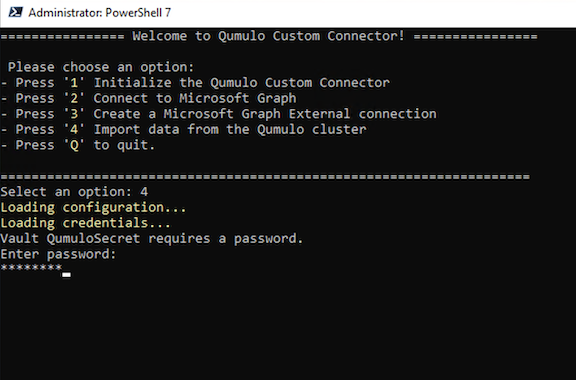 Administrator: PowerShell 7
================ Welcome to Qumulo Custom Connector! ================
Please choose an option:
- Press '1' Initialize the Qumulo Custom Connector
- Press '2' Connect to Microsoft Graph
- Press '3' Create a Microsoft Graph External connection
- Press '4' Import data from the Qumulo cluster
- Press 'Q' to quit.
===================================================================
Select an option: 4
Loading configuration...
Loading credentials...
Vault QumuloSecret requires a password.
Enter password:
********